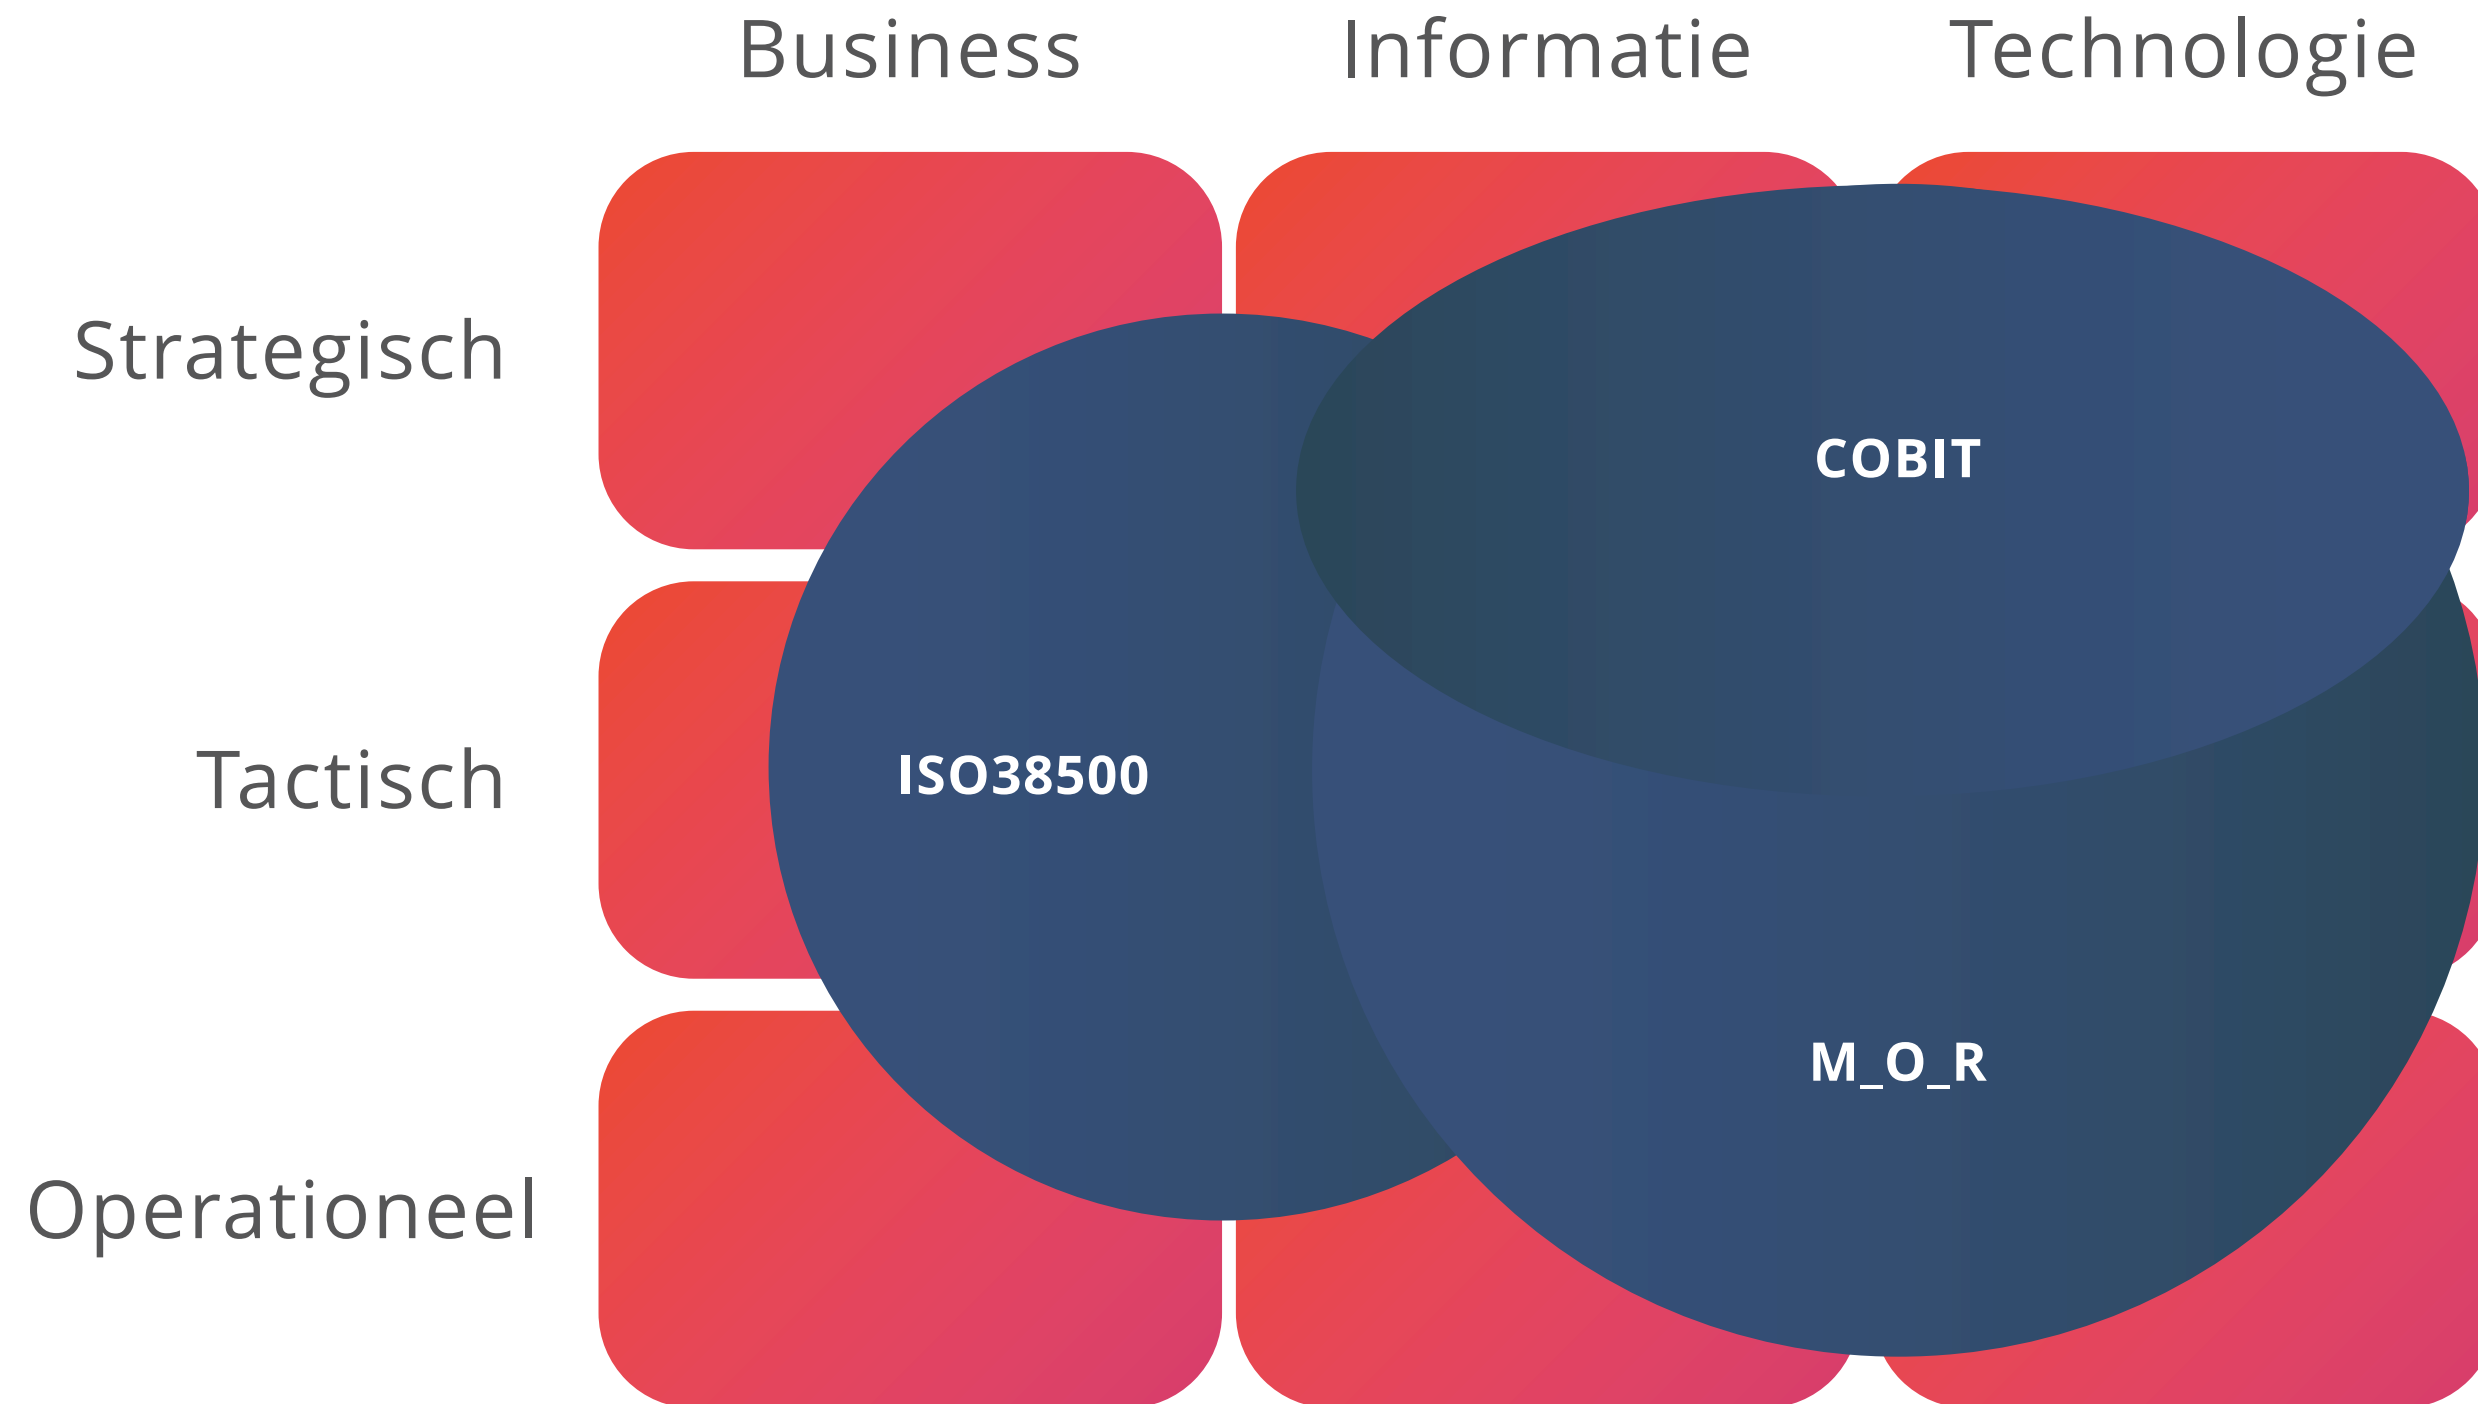 Business Informatie Technologie
Strategisch
COBIT
Tactisch
ISO38500
M_O_R
Operationeel